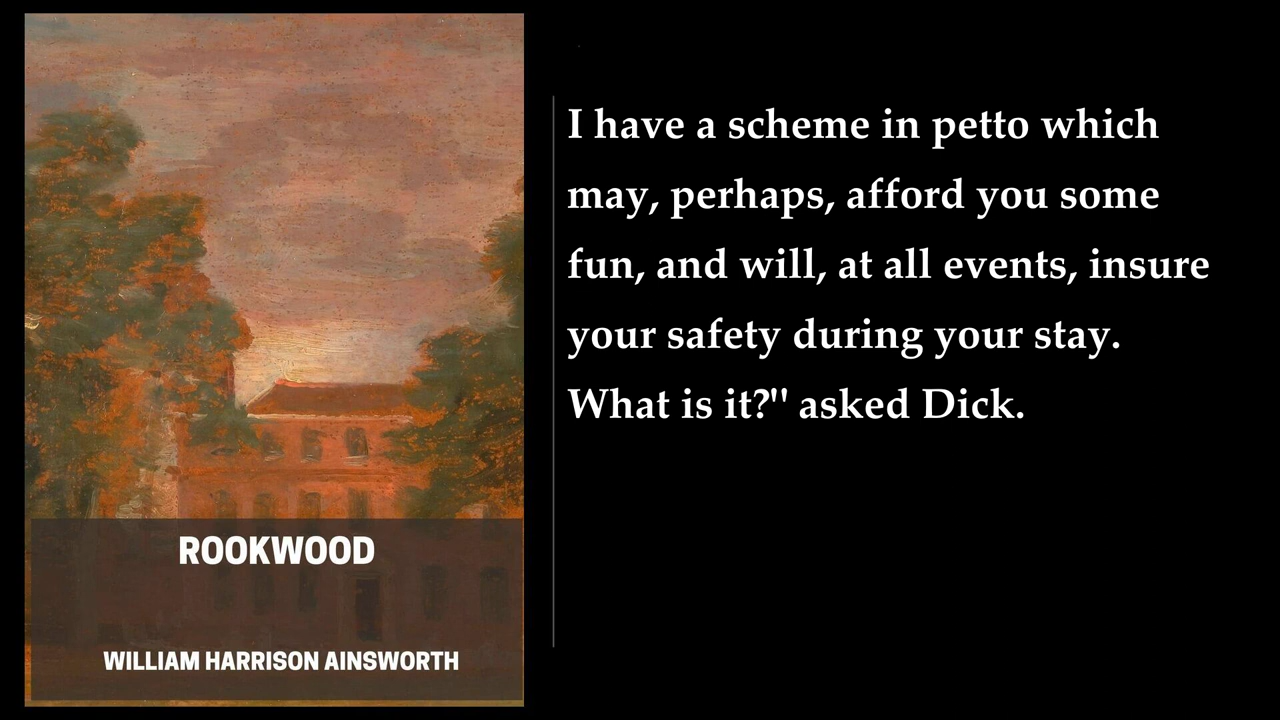 I have a scheme in petto which
may, perhaps, afford you some
fun, and will, at all events, insure
your safety during your stay.
What is it?" asked Dick.
ROOKWOOD
WILLIAM HARRISON AINSWORTH